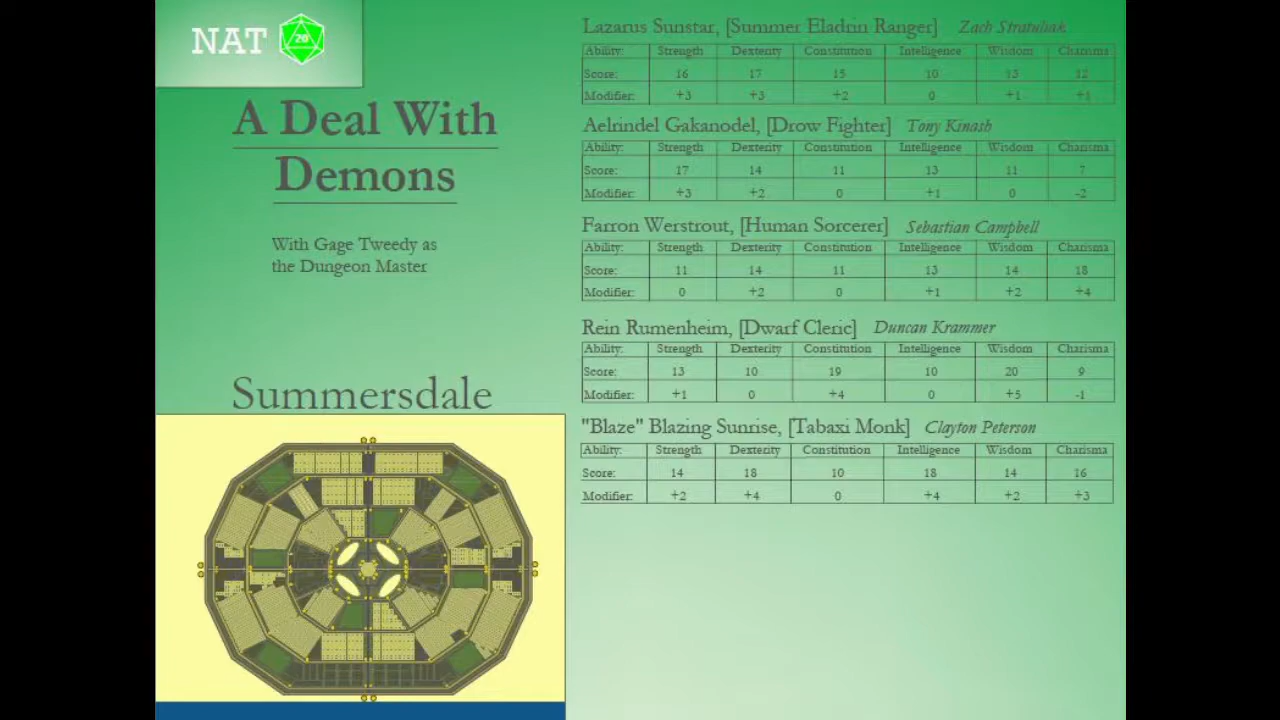 NAT 20
A Deal With
Demons
With Gage Tweedy as
the Dungeon Master
Summersdale
Lazarus Sunstar, [Summer Eladrin Ranger] Zach Stratuliak
Ability: Strength Dexterity Constitution Intelligence Wisdom Charisma
Score: 16 17 15 10 13 12
Modifier: +3 +3 +2 0 +1 +1
Aelrindel Gakanodel, [Drow Fighter] Tony Kinash
Ability: Strength Dexterity Constitution Intelligence Wisdom Charisma
Score: 17 14 11 13 11 7
Modifier: +3 +2 0 +1 0 -2
Farron Werstrout, [Human Sorcerer] Sebastian Campbell
Ability: Strength Dexterity Constitution Intelligence Wisdom Charisma
Score: 11 14 11 13 14 18
Modifier: 0 +2 0 +1 +2 +4
Rein Rumenheim, [Dwarf Cleric] Duncan Krammer
Ability: Strength Dexterity Constitution Intelligence Wisdom Charisma
Score: 13 10 19 10 20 9
Modifier: +1 0 +4 0 +5 -1
"Blaze" Blazing Sunrise, [Tabaxi Monk] Clayton Peterson
Ability: Strength Dexterity Constitution Intelligence Wisdom Charisma
Score: 14 18 10 18 14 16
Modifier: +2 +4 0 +4 +2 +3